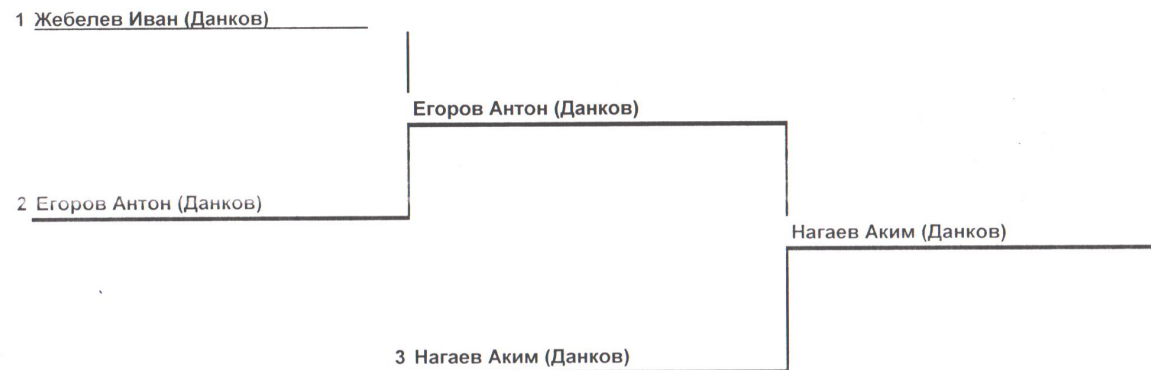 1 Жебелев Иван (Данков)
Егоров Антон (Данков)
2 Егоров Антон (Данков)
Нагаев Аким (Данков)
3 Нагаев Аким (Данков)